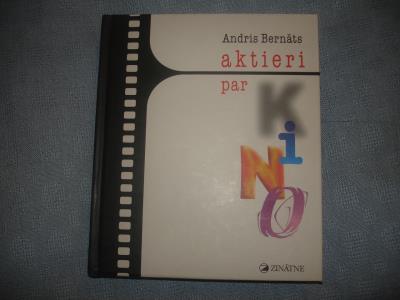 Andris Bernāts
aktieri
par
KiNO
ZINĀTNE